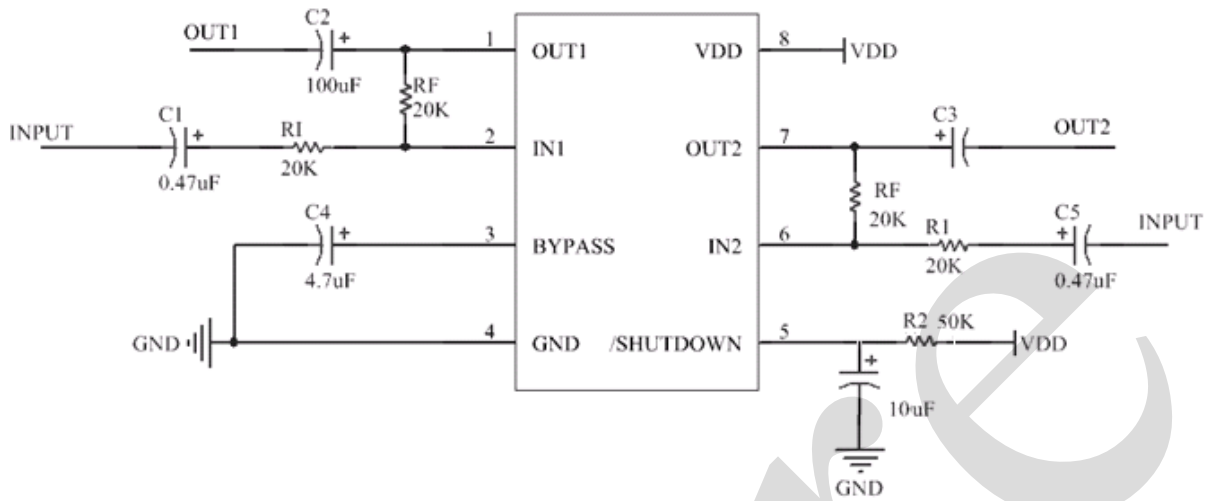 OUT1
C2
+
100uF
RF
20K
1
OUT1
VDD
8
VDD
INPUT
C1
+
0.47uF
RI
20K
2
IN1
OUT2
7
C3
+
OUT2
RF
20K
C4
+
4.7uF
3
BYPASS
IN2
6
R1
20K
C5
+
0.47uF
INPUT
GND
4
GND
/SHUTDOWN
5
R2 50K
VDD
+
10uF
GND
re